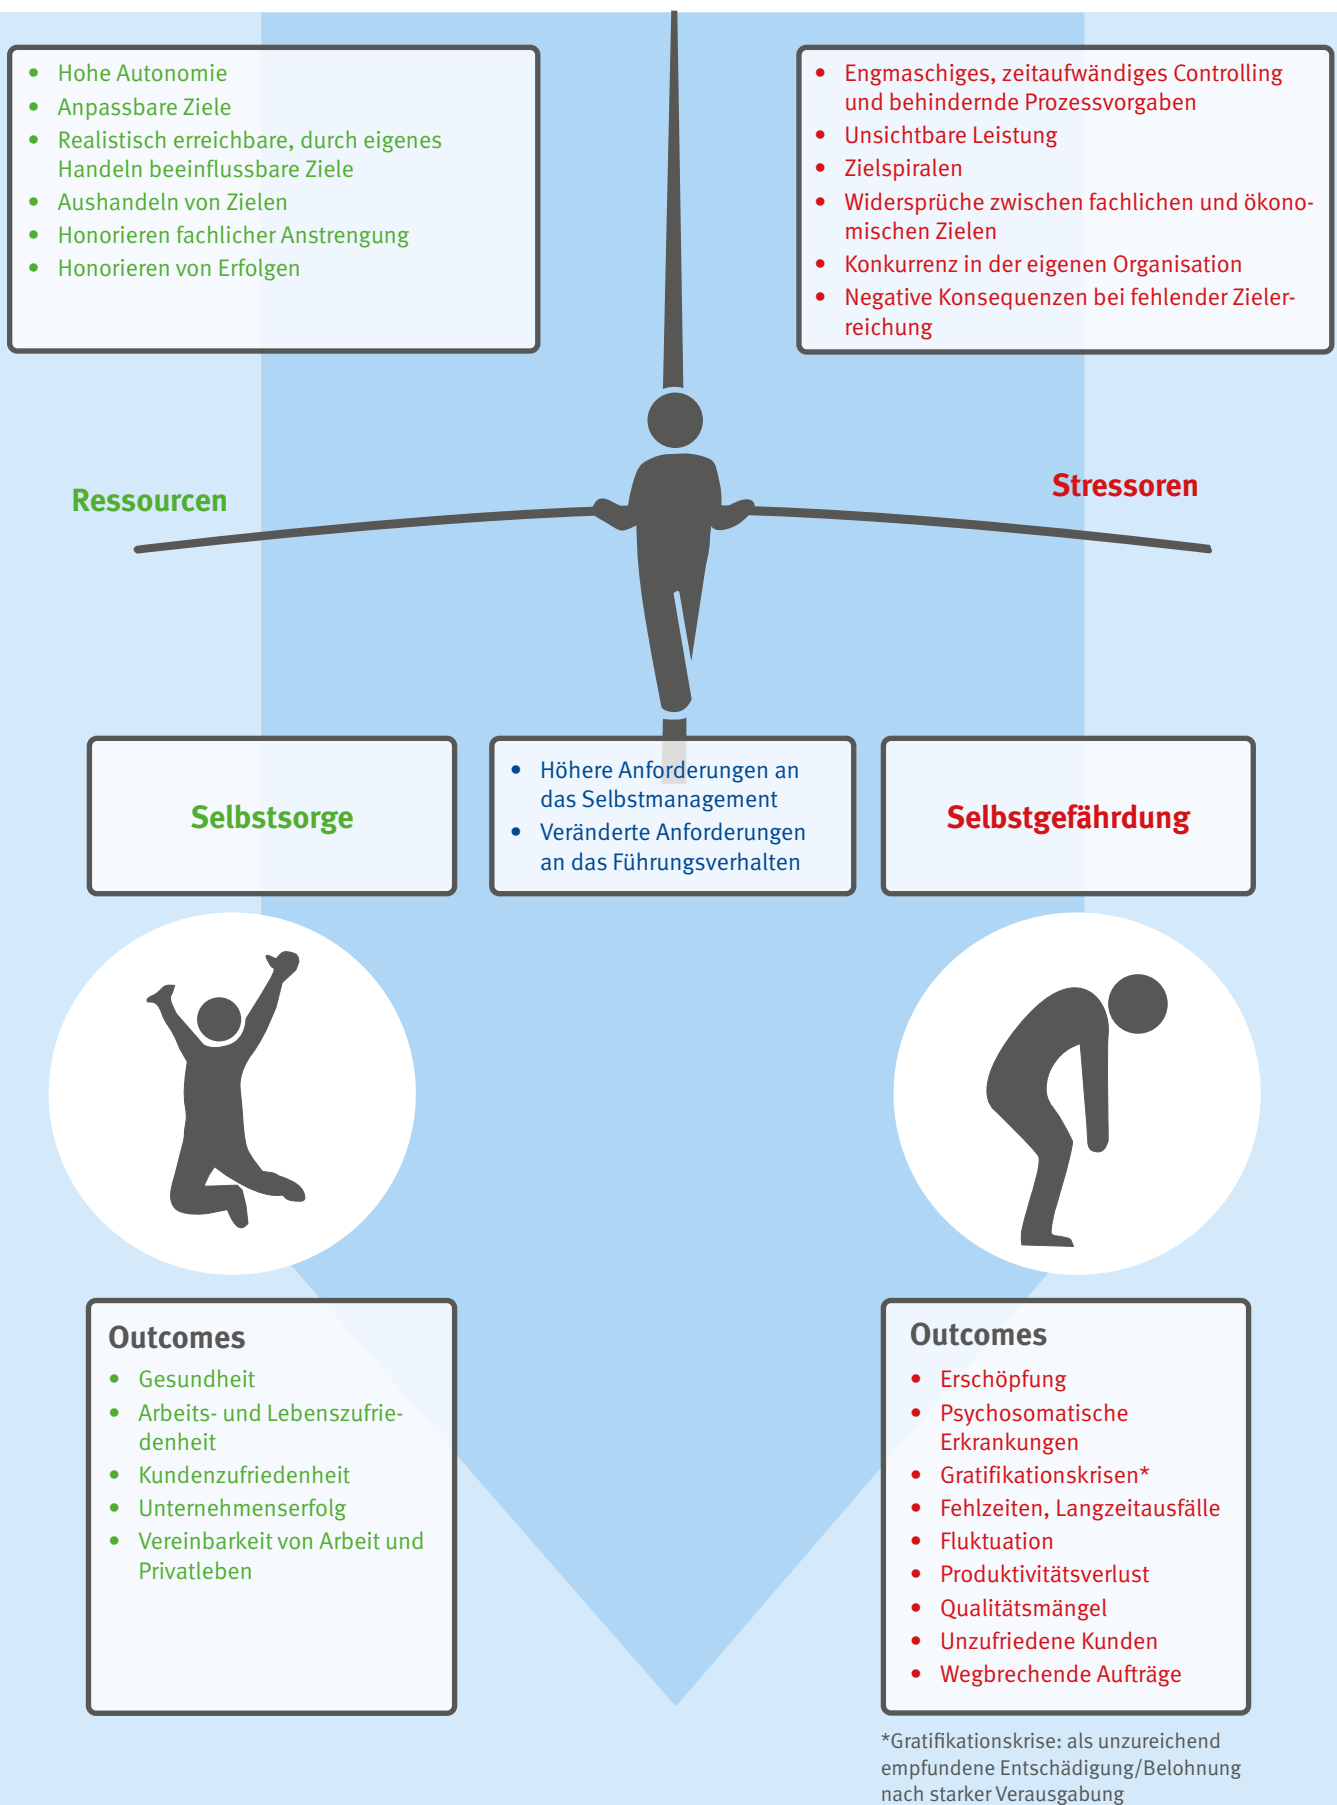 • Hohe Autonomie
• Anpassbare Ziele
• Realistisch erreichbare, durch eigenes
Handeln beeinflussbare Ziele
• Aushandeln von Zielen
• Honorieren fachlicher Anstrengung
• Honorieren von Erfolgen
• Engmaschiges, zeitaufwändiges Controlling
und behindernde Prozessvorgaben
• Unsichtbare Leistung
• Zielspiralen
• Widersprüche zwischen fachlichen und ökono-
mischen Zielen
• Konkurrenz in der eigenen Organisation
• Negative Konsequenzen bei fehlender Zieler-
reichung
Ressourcen
Stressoren
Selbstsorge
• Höhere Anforderungen an
das Selbstmanagement
• Veränderte Anforderungen
an das Führungsverhalten
Selbstgefährdung
Outcomes
• Gesundheit
• Arbeits- und Lebenszufrie-
denheit
• Kundenzufriedenheit
• Unternehmenserfolg
• Vereinbarkeit von Arbeit und
Privatleben
Outcomes
• Erschöpfung
• Psychosomatische
Erkrankungen
• Gratifikationskrisen*
• Fehlzeiten, Langzeitausfälle
• Fluktuation
• Produktivitätsverlust
• Qualitätsmängel
• Unzufriedene Kunden
• Wegbrechende Aufträge
*Gratifikationskrise: als unzureichend
empfundene Entschädigung/Belohnung
nach starker Verausgabung